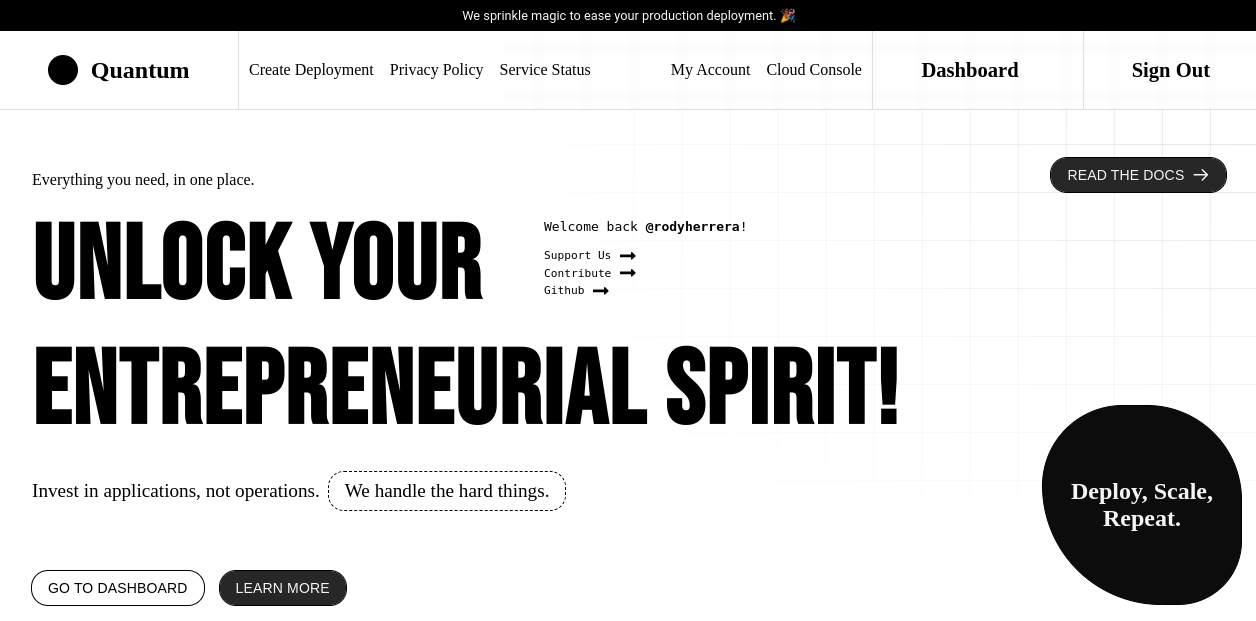 We sprinkle magic to ease your production deployment. 🎉
Quantum
Create Deployment
Privacy Policy
Service Status
My Account
Cloud Console
Dashboard
Sign Out
Everything you need, in one place.
READ THE DOCS →
UNLOCK YOUR
Welcome back @rodyherrera!
Support Us
Contribute
Github
ENTREPRENEURIAL SPIRIT!
Invest in applications, not operations. We handle the hard things.
Deploy, Scale,
Repeat.
GO TO DASHBOARD
LEARN MORE